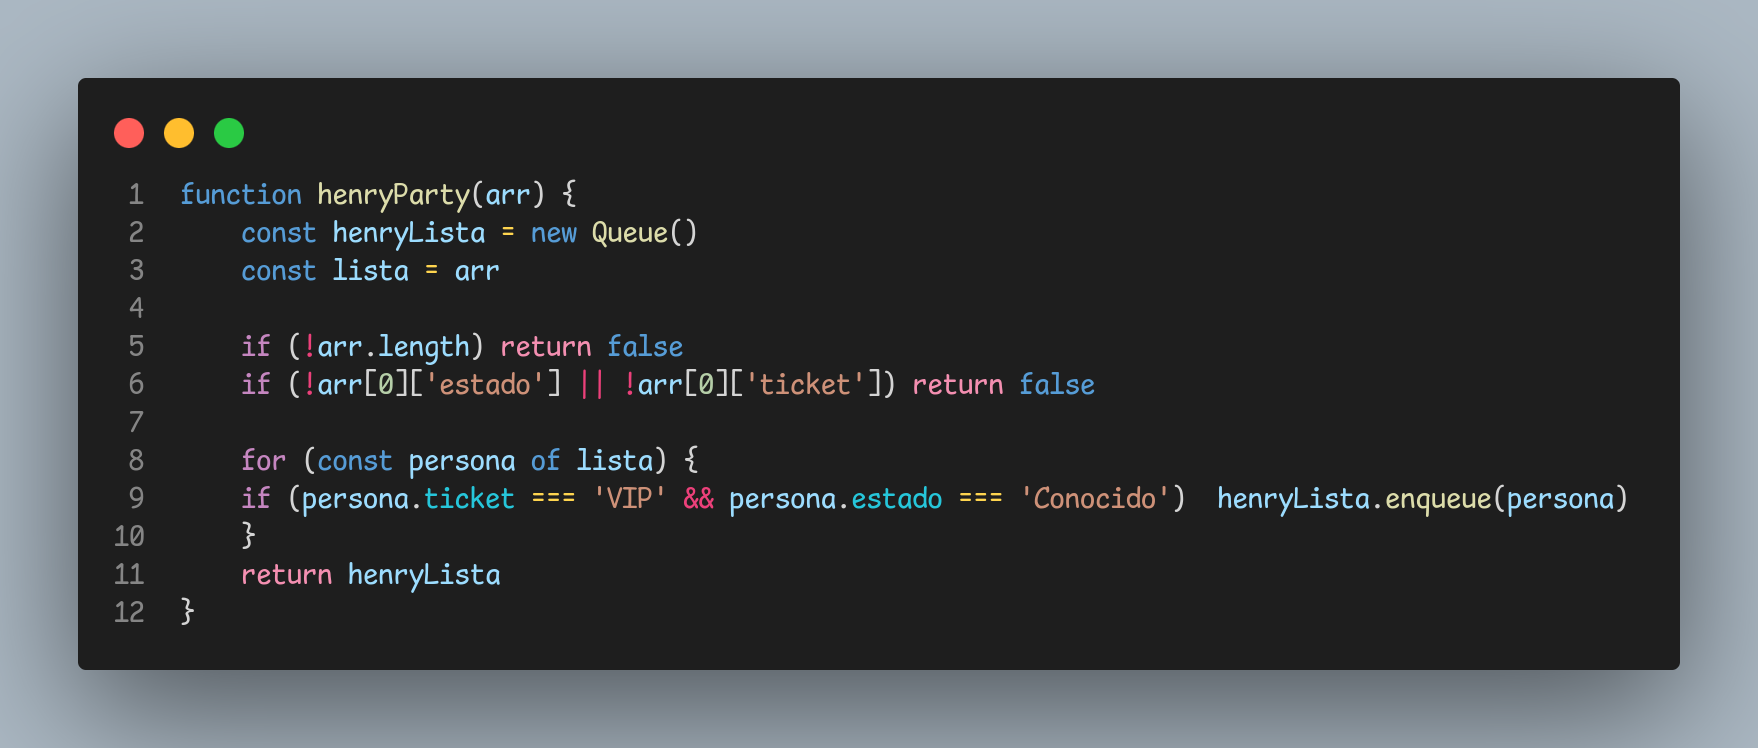 1 function henryParty(arr) {
2 const henryLista = new Queue()
3 const lista = arr
4
5 if (!arr.length) return false
6 if (!arr[0]['estado'] || !arr[0]['ticket']) return false
7
8 for (const persona of lista) {
9 if (persona.ticket === 'VIP' && persona.estado === 'Conocido')  henryLista.enqueue(persona)
10 }
11 return henryLista
12 }